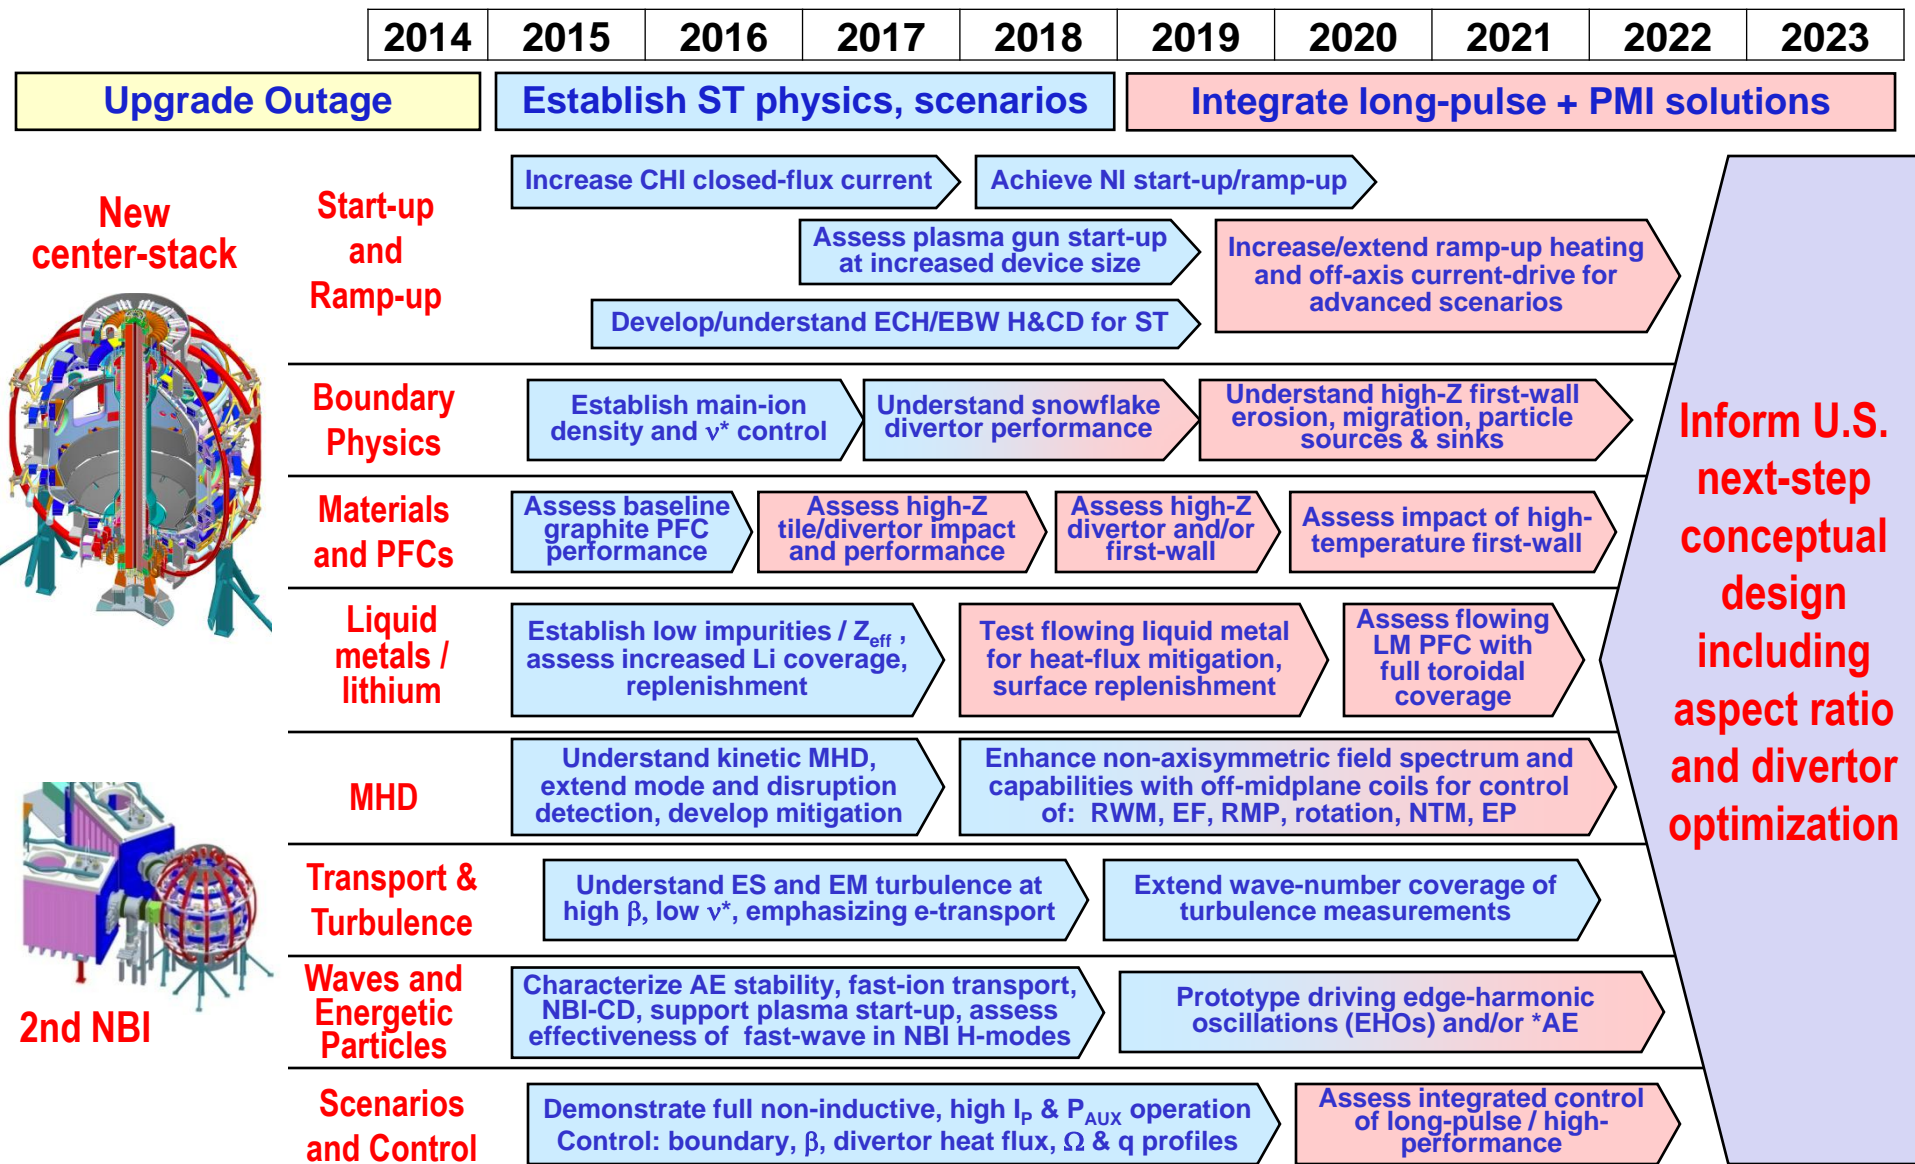 2014 2015 2016 2017 2018 2019 2020 2021 2022 2023
Upgrade Outage
Establish ST physics, scenarios
Integrate long-pulse + PMI solutions
New
center-stack
2nd NBI
Start-up
and
Ramp-up
Increase CHI closed-flux current
Achieve NI start-up/ramp-up
Assess plasma gun start-up
at increased device size
Increase/extend ramp-up heating
and off-axis current-drive for
advanced scenarios
Develop/understand ECH/EBW H&CD for ST
Boundary
Physics
Establish main-ion
density and ν* control
Understand snowflake
divertor performance
Understand high-Z first-wall
erosion, migration, particle
sources & sinks
Materials
and PFCs
Assess baseline
graphite PFC
performance
Assess high-Z
tile/divertor impact
and performance
Assess high-Z
divertor and/or
first-wall
Assess impact of high-
temperature first-wall
Liquid
metals /
lithium
Establish low impurities / Zeff ,
assess increased Li coverage,
replenishment
Test flowing liquid metal
for heat-flux mitigation,
surface replenishment
Assess flowing
LM PFC with
full toroidal
coverage
MHD
Understand kinetic MHD,
extend mode and disruption
detection, develop mitigation
Enhance non-axisymmetric field spectrum and
capabilities with off-midplane coils for control
of: RWM, EF, RMP, rotation, NTM, EP
Transport &
Turbulence
Understand ES and EM turbulence at
high β, low ν*, emphasizing e-transport
Extend wave-number coverage of
turbulence measurements
Waves and
Energetic
Particles
Characterize AE stability, fast-ion transport,
NBI-CD, support plasma start-up, assess
effectiveness of fast-wave in NBI H-modes
Prototype driving edge-harmonic
oscillations (EHOs) and/or *AE
Scenarios
and Control
Demonstrate full non-inductive, high IP & PAUX operation
Control: boundary, β, divertor heat flux, Ω & q profiles
Assess integrated control
of long-pulse / high-
performance
Inform U.S.
next-step
conceptual
design
including
aspect ratio
and divertor
optimization